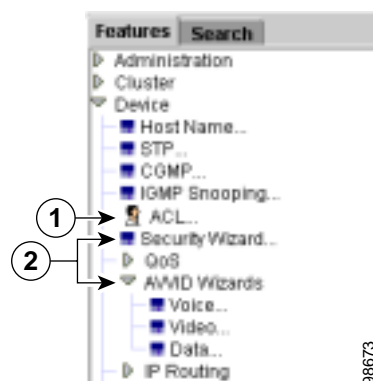 Features Search
Administration
Cluster
Device
Host Name...
STP...
CGMP...
IGMP Snooping...
1 ACL...
Security Wizard...
2
QoS
AVVID Wizards
Voice...
Video...
Data...
IP Routing
98673